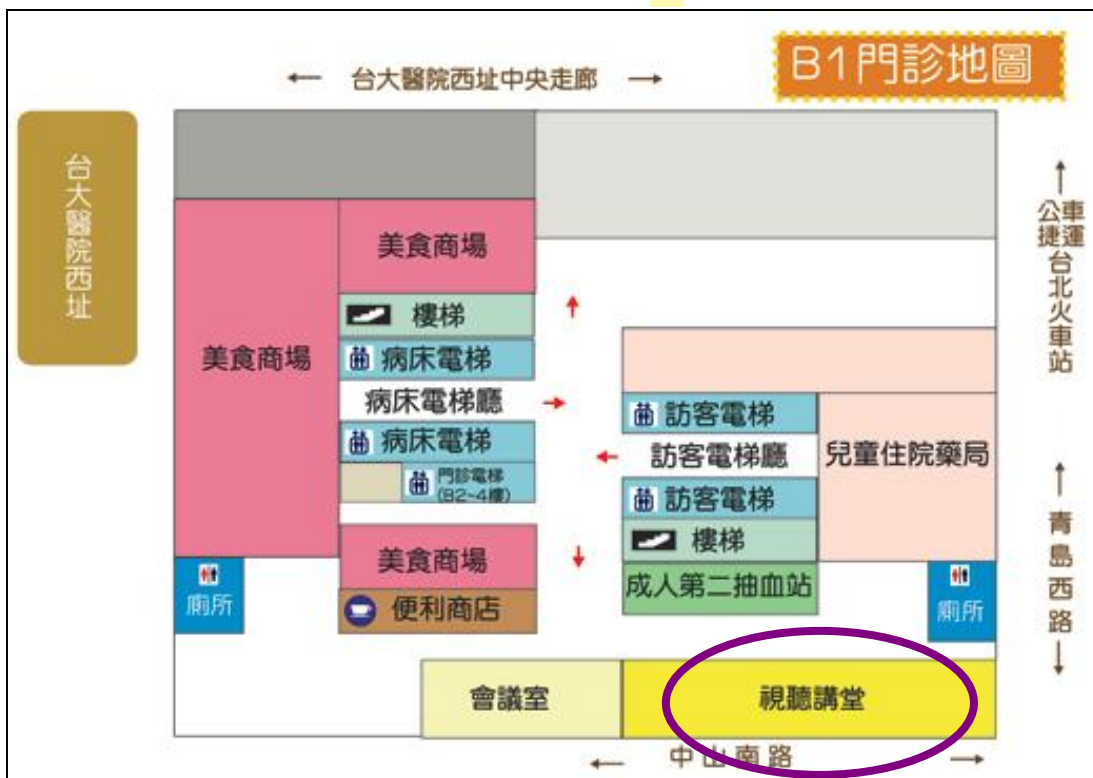 B1門診地圖
← 台大醫院西址中央走廊 →
台大醫院西址
美食商場
樓梯
病床電梯
美食商場
病床電梯廳
病床電梯
門診電梯
(B2~4樓)
美食商場
便利商店
廁所
訪客電梯
訪客電梯廳
訪客電梯
樓梯
成人第二抽血站
兒童住院藥局
廁所
會議室
視聽講堂
← 中山南路 →
公車
捷運
台北火車站
青島西路